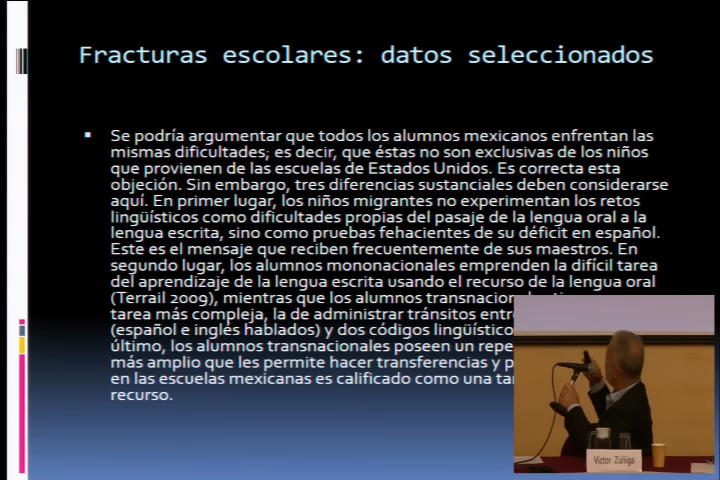 Fracturas escolares: datos seleccionados
Se podría argumentar que todos los alumnos mexicanos enfrentan las
mismas dificultades; es decir, que éstas no son exclusivas de los niños
que provienen de las escuelas de Estados Unidos. Es correcta esta
objeción. Sin embargo, tres diferencias sustanciales deben considerarse
aquí. En primer lugar, los niños migrantes no experimentan los retos
lingüísticos como dificultades propias del pasaje de la lengua oral a la
lengua escrita, sino como pruebas fehacientes de su déficit en español.
Este es el mensaje que reciben frecuentemente de sus maestros. En
segundo lugar, los alumnos mononacionales emprenden la difícil tarea
del aprendizaje de la lengua escrita usando el recurso de la lengua oral
(Terrail 2009), mientras que los alumnos
tarea más compleja, la de administrar tránsitos
(español e inglés hablados) y dos códigos
último, los alumnos transnacionales poseen un
más amplio que les permite hacer transferencias y
en las escuelas mexicanas es calificado como una
recurso.
Víctor Zúñiga